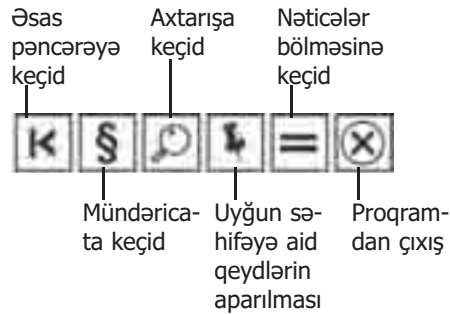 Əsas
pəncərəyə
keçid
Axtarışa
keçid
Nəticələr
bölməsinə
keçid
§
Mündərica-
ta keçid
Uyğun sə-
hifəyə aid
qeydlərin
aparılması
Proqram-
dan çıxış